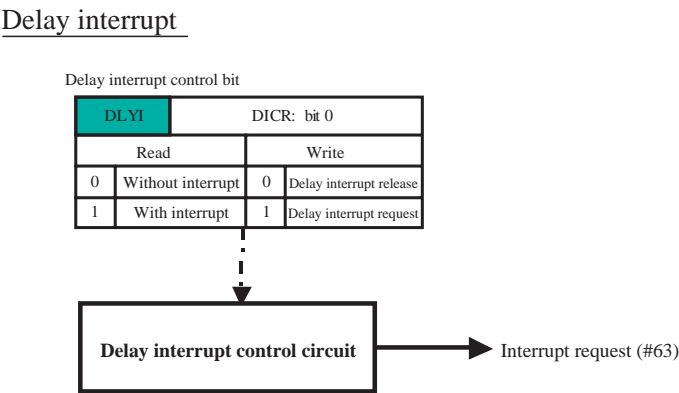 Delay interrupt
Delay interrupt control bit
DLYI DICR: bit 0
Read Write
0 Without interrupt 0 Delay interrupt release
1 With interrupt 1 Delay interrupt request
Delay interrupt control circuit Interrupt request (#63)